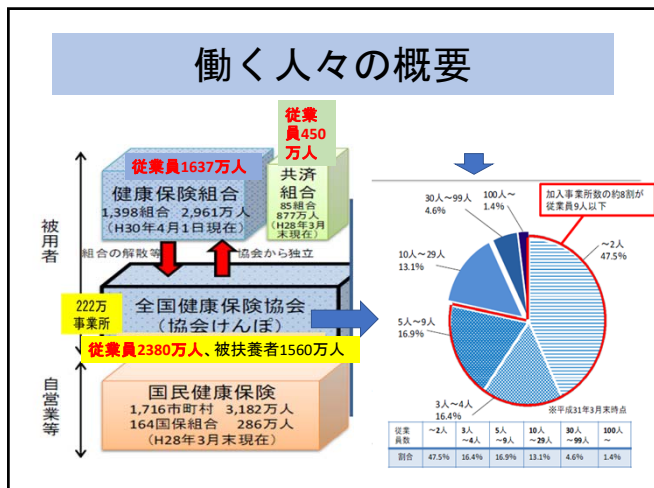 働く人々の概要
従業
員450
万人
従業員1637万人
健康保険組合
1,398組合 2,961万人
(H30年4月1日現在)
共済
組合
85組合
877万人
(H28年3月
末現在)
被用者
組合の解散等
協会から独立
222万
事業所
全国健康保険協会
(協会けんぽ)
従業員2380万人、被扶養者1560万人
自営業等
国民健康保険
1,716市町村 3,182万人
164国保組合 286万人
(H28年3月末現在)
加入事業所数の約8割が
従業員9人以下
100人~
1.4%
30人~99人
4.6%
10人~29人
13.1%
5人~9人
16.9%
3人~4人
16.4%
~2人
47.5%
※平成31年3月末時点
従業
員数
~2人
3人
~4人
5人
~9人
10人
~29人
30人
~99人
100人
~
割合 47.5% 16.4% 16.9% 13.1% 4.6% 1.4%